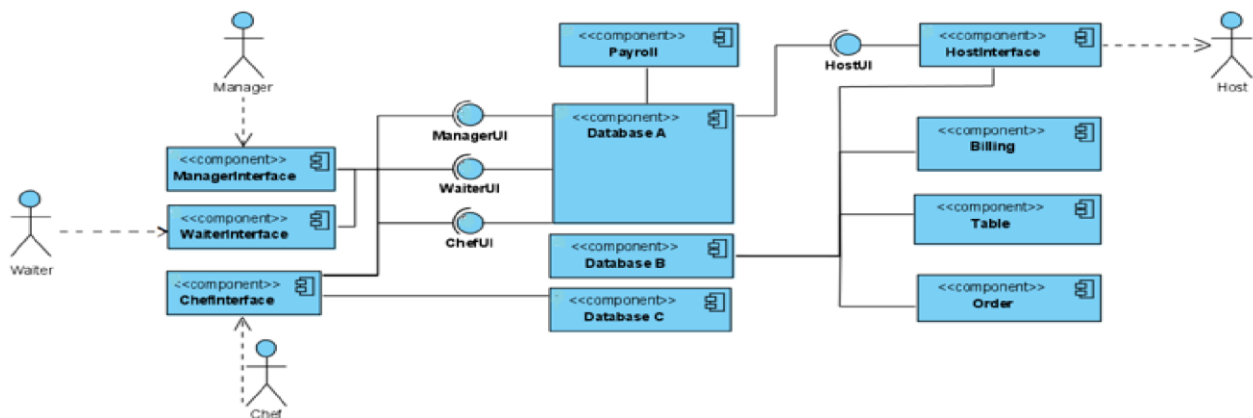 Manager
Waiter
Chef
Host
<<component>>
ManagerInterface
<<component>>
WaiterInterface
<<component>>
ChefInterface
ManagerUI
WaiterUI
ChefUI
<<component>>
Payroll
<<component>>
Database A
<<component>>
Database B
<<component>>
Database C
HostUI
<<component>>
HostInterface
<<component>>
Billing
<<component>>
Table
<<component>>
Order